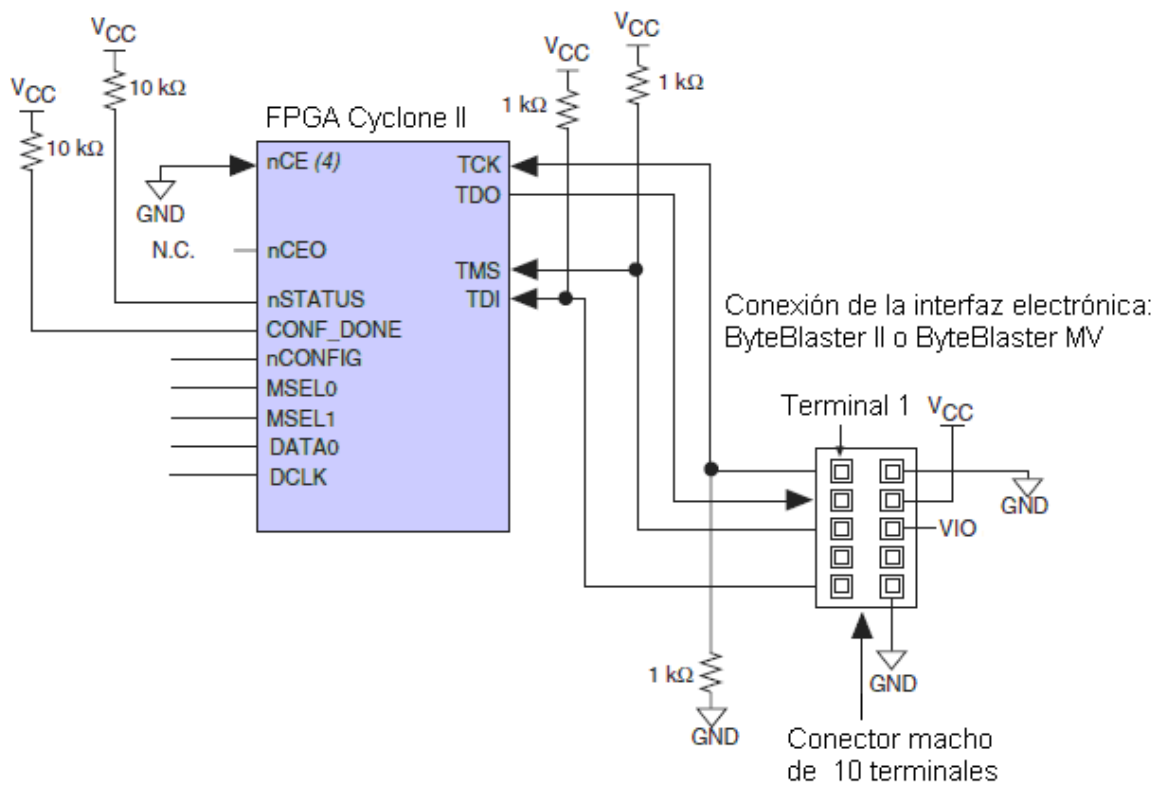 VCC
VCC
10 kΩ
10 kΩ
VCC
VCC
1 kΩ
1 kΩ
FPGA Cyclone II
nCE (4)
GND
N.C.
nCEO
nSTATUS
CONF_DONE
nCONFIG
MSEL0
MSEL1
DATA0
DCLK
TCK
TDO
TMS
TDI
Conexión de la interfaz electrónica:
ByteBlaster II o ByteBlaster MV
Terminal 1
VCC
GND
VIO
GND
1 kΩ
GND
Conector macho
de 10 terminales